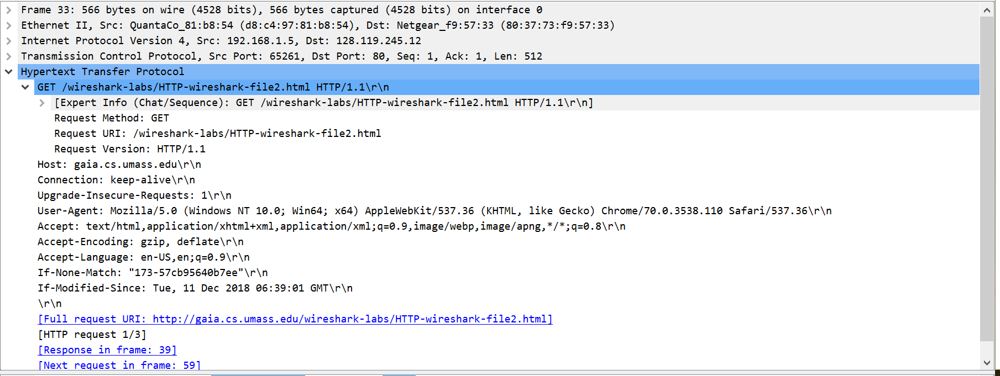 Frame 33: 566 bytes on wire (4528 bits), 566 bytes captured (4528 bits) on interface 0
Ethernet II, Src: QuantaCo_81:b8:54 (d8:c4:97:81:b8:54), Dst: Netgear_f9:57:33 (80:37:73:f9:57:33)
Internet Protocol Version 4, Src: 192.168.1.5, Dst: 128.119.245.12
Transmission Control Protocol, Src Port: 65261, Dst Port: 80, Seq: 1, Ack: 1, Len: 512
Hypertext Transfer Protocol
GET /wireshark-labs/HTTP-wireshark-file2.html HTTP/1.1\r\n
[Expert Info (Chat/Sequence): GET /wireshark-labs/HTTP-wireshark-file2.html HTTP/1.1\r\n]
Request Method: GET
Request URI: /wireshark-labs/HTTP-wireshark-file2.html
Request Version: HTTP/1.1
Host: gaia.cs.umass.edu\r\n
Connection: keep-alive\r\n
Upgrade-Insecure-Requests: 1\r\n
User-Agent: Mozilla/5.0 (Windows NT 10.0; Win64; x64) AppleWebKit/537.36 (KHTML, like Gecko) Chrome/70.0.3538.110 Safari/537.36\r\n
Accept: text/html,application/xhtml+xml,application/xml;q=0.9,image/webp,image/apng,*/*;q=0.8\r\n
Accept-Encoding: gzip, deflate\r\n
Accept-Language: en-US,en;q=0.9\r\n
If-None-Match: "173-57cb95640b7ee"\r\n
If-Modified-Since: Tue, 11 Dec 2018 06:39:01 GMT\r\n
\r\n
[Full request URI: http://gaia.cs.umass.edu/wireshark-labs/HTTP-wireshark-file2.html]
[HTTP request 1/3]
[Response in frame: 39]
[Next request in frame: 59]